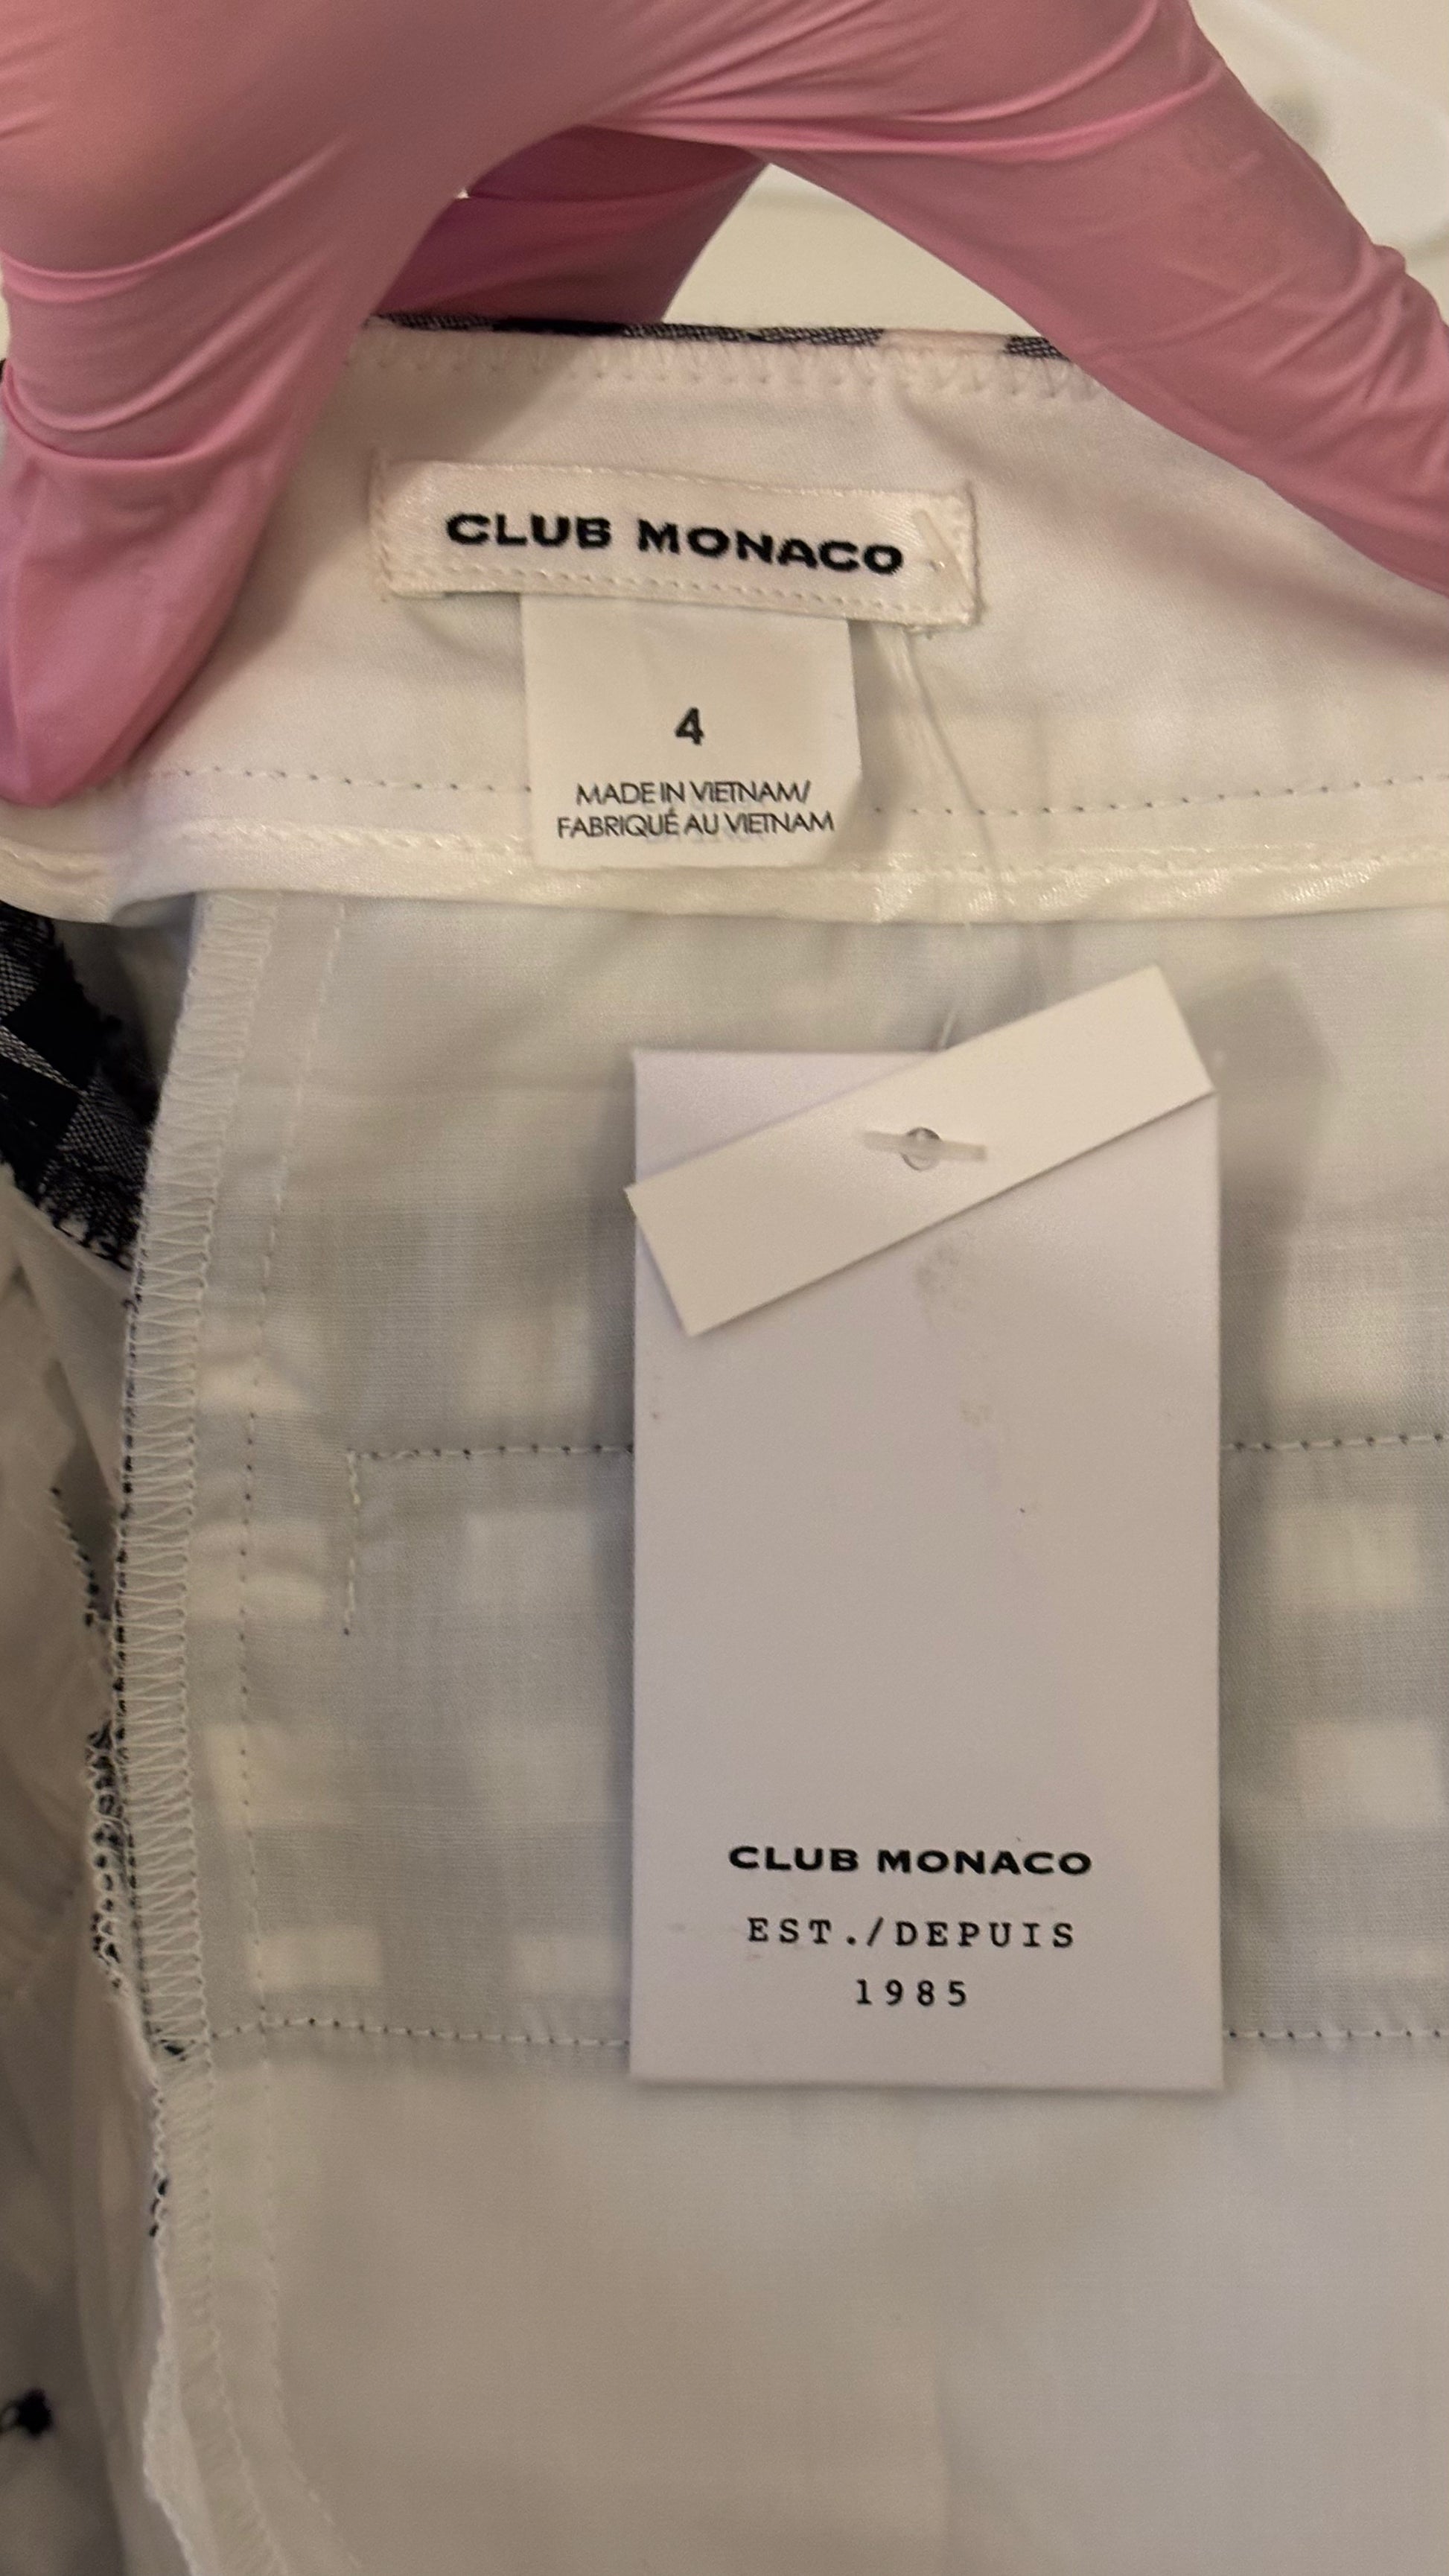 CLUB MONACO
4
MADE IN VIETNAM/
FABRIQUÉ AU VIETNAM
CLUB MONACO
EST./DEPUIS
1985